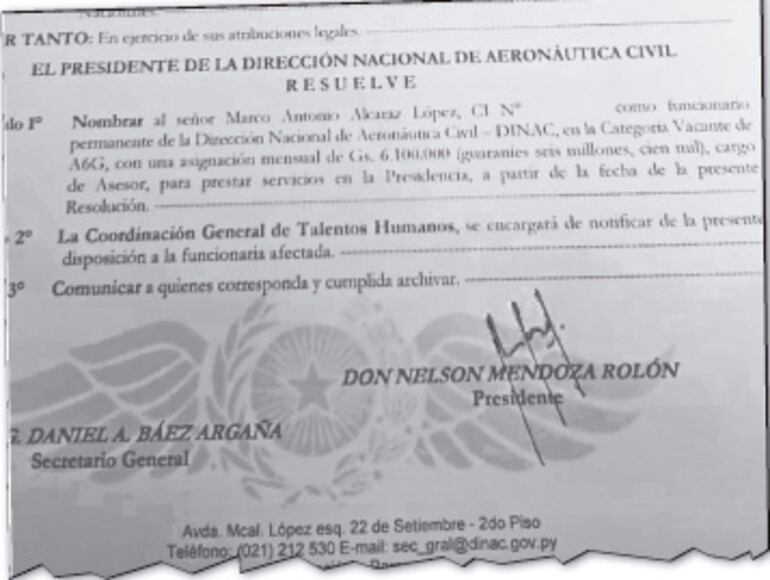 Nacionales.
R TANTO: En ejercicio de sus atribuciones legales.
EL PRESIDENTE DE LA DIRECCIÓN NACIONAL DE AERONÁUTICA CIVIL
RESUELVE
do 1º Nombrar al señor Marco Antonio Alcaraz López, CI Nº como funcionario
permanente de la Dirección Nacional de Aeronáutica Civil – DINAC, en la Categoría Vacante de
A6G, con una asignación mensual de Gs. 6.100.000 (guaraníes seis millones, cien mil), cargo
de Asesor, para prestar servicios en la Presidencia, a partir de la fecha de la presente
Resolución.
2º La Coordinación General de Talentos Humanos, se encargará de notificar de la presente
disposición a la funcionaria afectada.
3º Comunicar a quienes corresponda y cumplida archivar.
DON NELSON MENDOZA ROLÓN
Presidente
G. DANIEL A. BÁEZ ARGAÑA
Secretario General
Avda. Mcal. López esq. 22 de Setiembre - 2do Piso
Teléfono: (021) 212 530 E-mail: sec_gral@dinac.gov.py